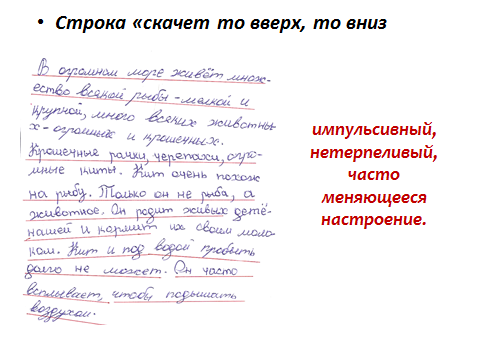 • Строка «скачет то вверх, то вниз
В огромном море живёт множ-
ество всякой рыбы - мелкой и
крупной, много всяких животны
х - огромных и крошечных.
Крошечные рачки, черепахи, огро-
мные киты. Кит очень похож
на рыбу. Только он не рыба, а
животное. Он родит живых детё-
нашей и кормит их своим моло-
ком. Кит и под водой пробыть
долго не может. Он часто
всплывает, чтобы подышать
воздухом.
импульсивный,
нетерпеливый,
часто
меняющееся
настроение.